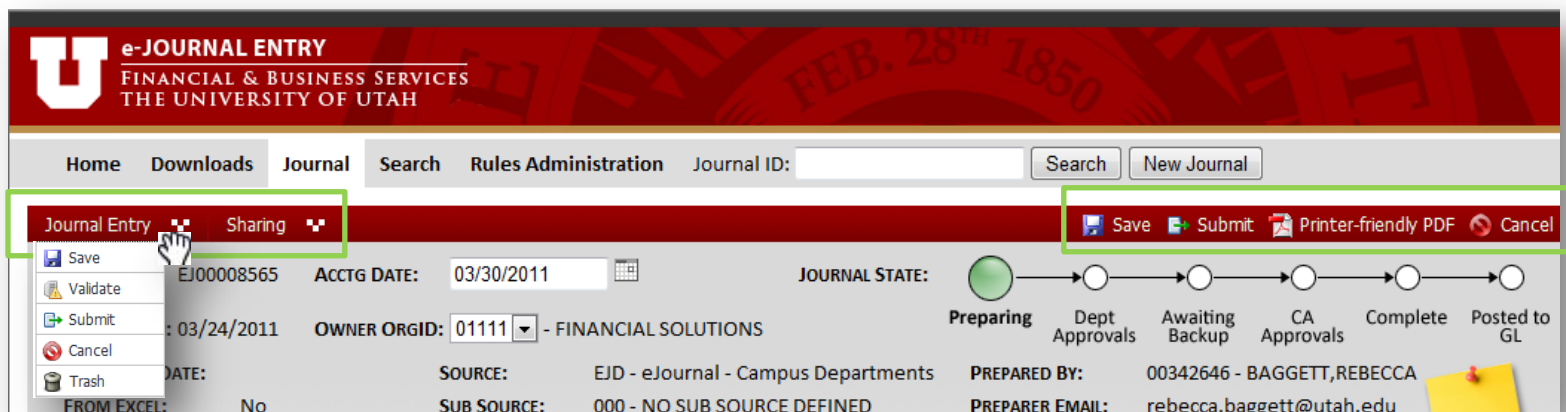 e-JOURNAL ENTRY
FINANCIAL & BUSINESS SERVICES
THE UNIVERSITY OF UTAH
FEB. 28TH 1850
Home Downloads Journal Search Rules Administration Journal ID: Search New Journal
Journal Entry Sharing Save Submit Printer-friendly PDF Cancel
Save
Validate
Submit
Cancel
Trash
EJ00008565 ACCTG DATE: 03/30/2011 JOURNAL STATE:
: 03/24/2011 OWNER ORGID: 01111 - FINANCIAL SOLUTIONS
Preparing Dept Approvals Awaiting Backup CA Approvals Complete Posted to GL
DATE: SOURCE: EJD - eJournal - Campus Departments PREPARED BY: 00342646 - BAGGETT,REBECCA
FROM EXCEL: No SUB SOURCE: 000 - NO SUB SOURCE DEFINED PREPARER EMAIL: rebecca.baggett@utah.edu